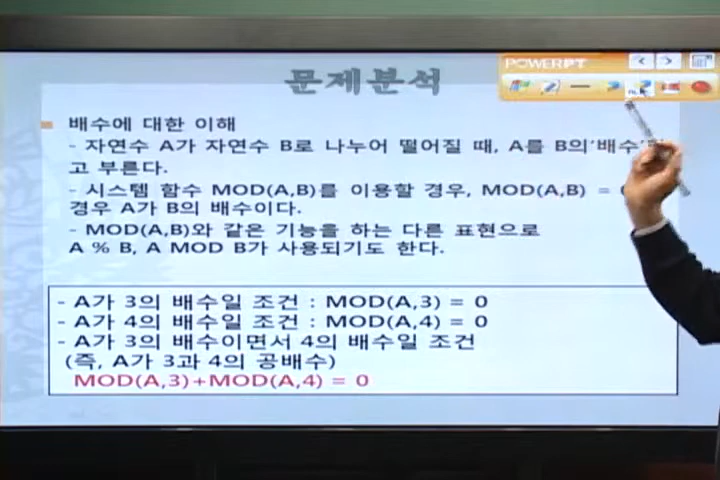 문제분석
POWERPT
배수에 대한 이해
- 자연수 A가 자연수 B로 나누어 떨어질 때, A를 B의 '배수'
고 부른다.
- 시스템 함수 MOD(A,B)를 이용할 경우, MOD(A,B) =
경우 A가 B의 배수이다.
- MOD(A,B)와 같은 기능을 하는 다른 표현으로
A % B, A MOD B가 사용되기도 한다.
- A가 3의 배수일 조건 : MOD(A,3) = 0
- A가 4의 배수일 조건 : MOD(A,4) = 0
- A가 3의 배수이면서 4의 배수일 조건
(즉, A가 3과 4의 공배수)
MOD(A,3)+MOD(A,4) = 0